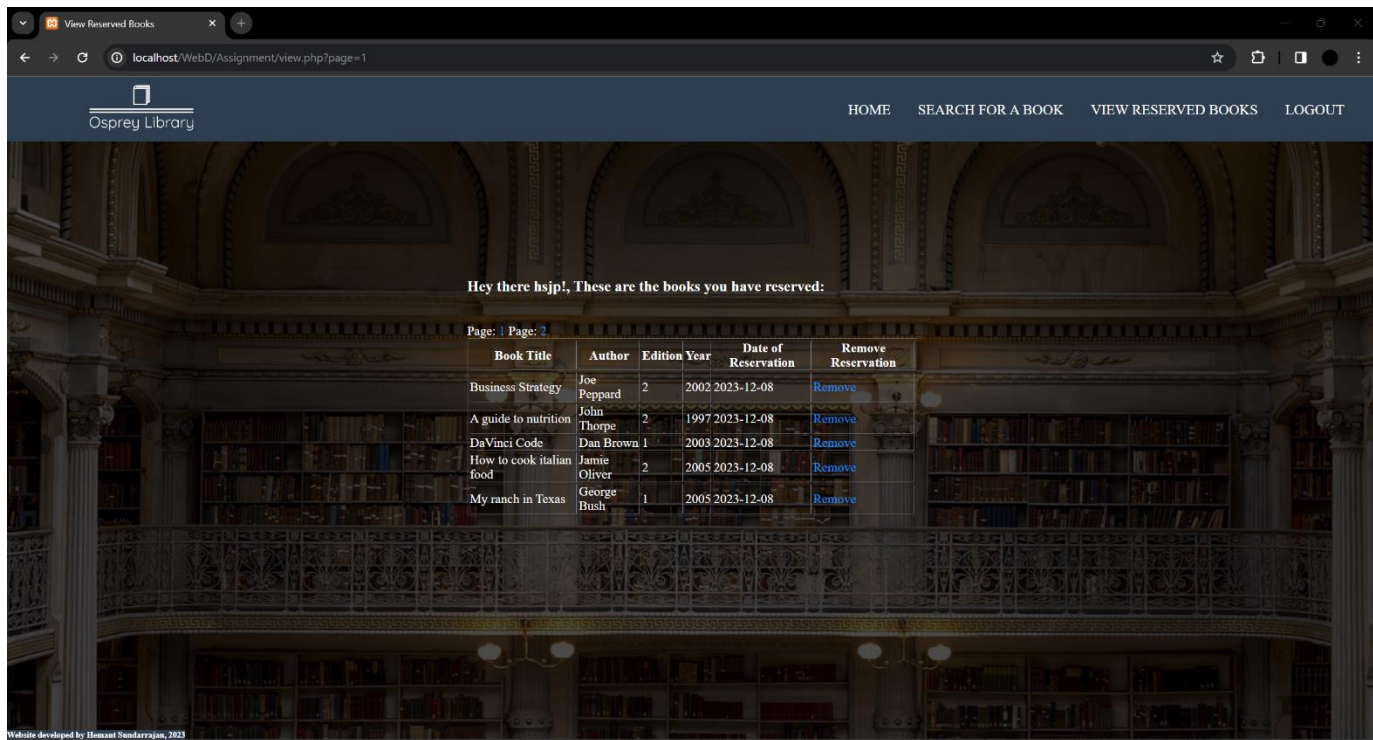 View Reserved Books
localhost/WebD/Assignment/view.php?page=1
Osprey Library
HOME SEARCH FOR A BOOK VIEW RESERVED BOOKS LOGOUT
Hey there hsjp!, These are the books you have reserved:
Page: 1 Page: 2
Book Title Author Edition Year Date of Reservation Remove Reservation
Business Strategy Joe Peppard 2 2002 2023-12-08 Remove
A guide to nutrition John Thorpe 2 1997 2023-12-08 Remove
DaVinci Code Dan Brown 1 2003 2023-12-08 Remove
How to cook italian food Jamie Oliver 2 2005 2023-12-08 Remove
My ranch in Texas George Bush 1 2005 2023-12-08 Remove
Website developed by Hemant Sundarrajan, 2023